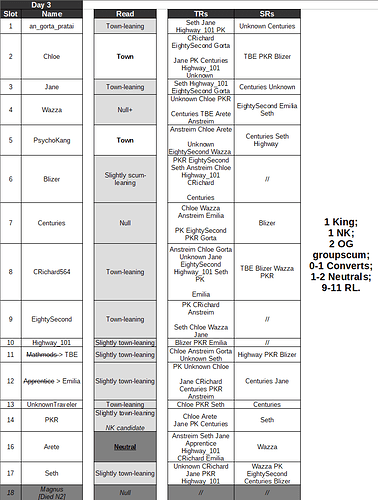 Day 3
Slot Name Read TRs SRs
1 an_gorta_pratai Town-leaning Seth Jane Highway_101 PK Unknown Centuries
2 Chloe Town CRichard EightySecond Gorta
Jane PK Centuries Highway_101 Unknown TBE PKR Blizer
3 Jane Town-leaning Seth Highway_101 EightySecond Gorta Centuries Unknown
4 Wazza Null+ Unknown Chloe PKR
Centuries TBE Arete Anstreim EightySecond Emilia Seth
5 PsychoKang Town Anstreim Chloe Arete
Unknown EightySecond Wazza Centuries Seth Highway
6 Blizer Slightly scum-leaning PKR EightySecond Seth Anstreim Chloe Highway_101 CRichard
Centuries //
7 Centuries Null Chloe Wazza Anstreim Emilia
PK EightySecond PKR Gorta Blizer
8 CRichard564 Town-leaning Anstreim Chloe Gorta Unknown Jane EightySecond Highway_101 Seth PK
Emilia TBE Blizer Wazza PKR
9 EightySecond Town-leaning PK CRichard Anstreim
Seth Chloe Wazza Jane //
10 Highway_101 Slightly town-leaning Blizer PKR Emilia //
11 Mathmods > TBE Slightly town-leaning Chloe Anstreim Gorta Unknown Seth Highway PKR Blizer
12 Apprentice > Emilia Slightly town-leaning PK Unknown Chloe
Jane CRichard Centuries PKR Anstreim Centuries Jane
13 UnknownTraveler Town-leaning Chloe PKR Seth Centuries
14 PKR Slightly town-leaning
NK candidate Chloe Arete Jane PK Centuries Seth
16 Arete Neutral Anstreim Seth Jane Apprentice Highway_101 CRichard Emilia Wazza
17 Seth Slightly town-leaning Unknown CRichard Jane PKR Highway_101 Wazza PK EightySecond Centuries Blizer
18 Magnus [Died N2] Null // //
1 King;
1 NK;
2 OG
groupscum;
0-1 Converts;
1-2 Neutrals;
9-11 RL.